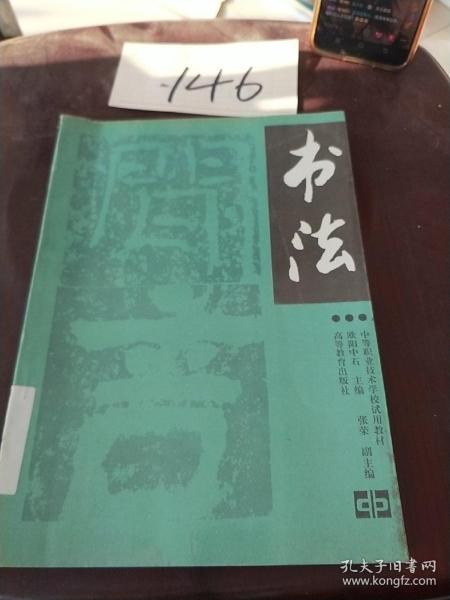 146
书法
中等职业技术学校试用教材
欧阳中石 主编 张荣 副主编
高等教育出版社
孔夫子旧书网
www.kongfz.com